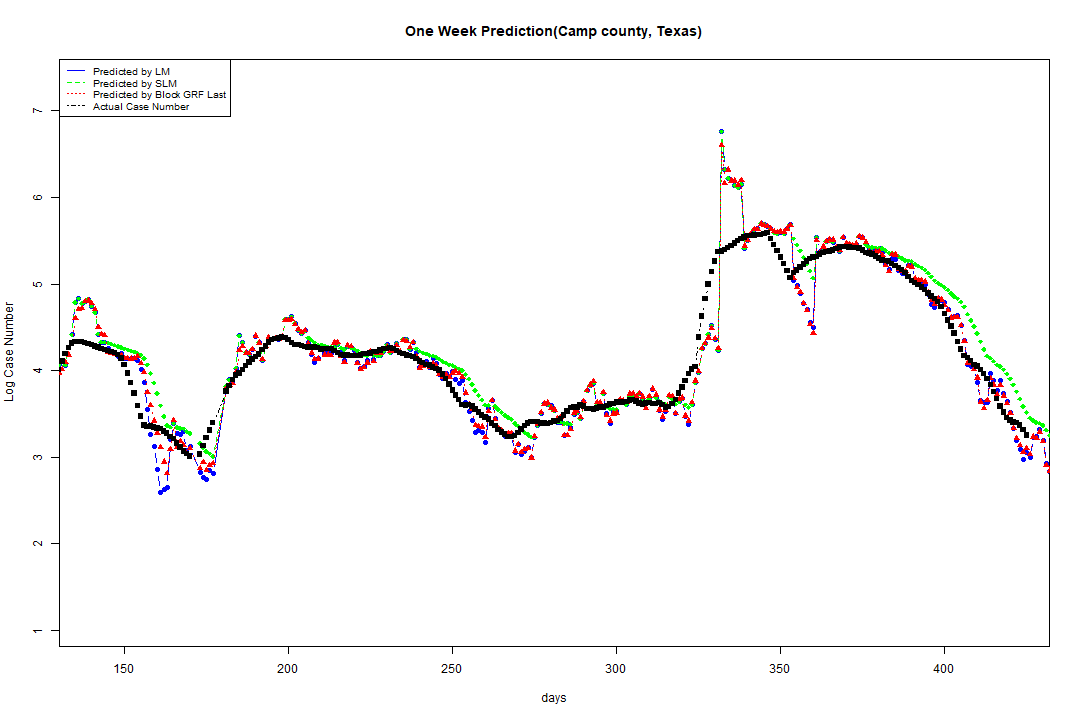 One Week Prediction(Camp county, Texas)
Predicted by LM
Predicted by SLM
Predicted by Block GRF Last
Actual Case Number
Log Case Number
7
6
5
4
3
2
1
150 200 250 300 350 400
days